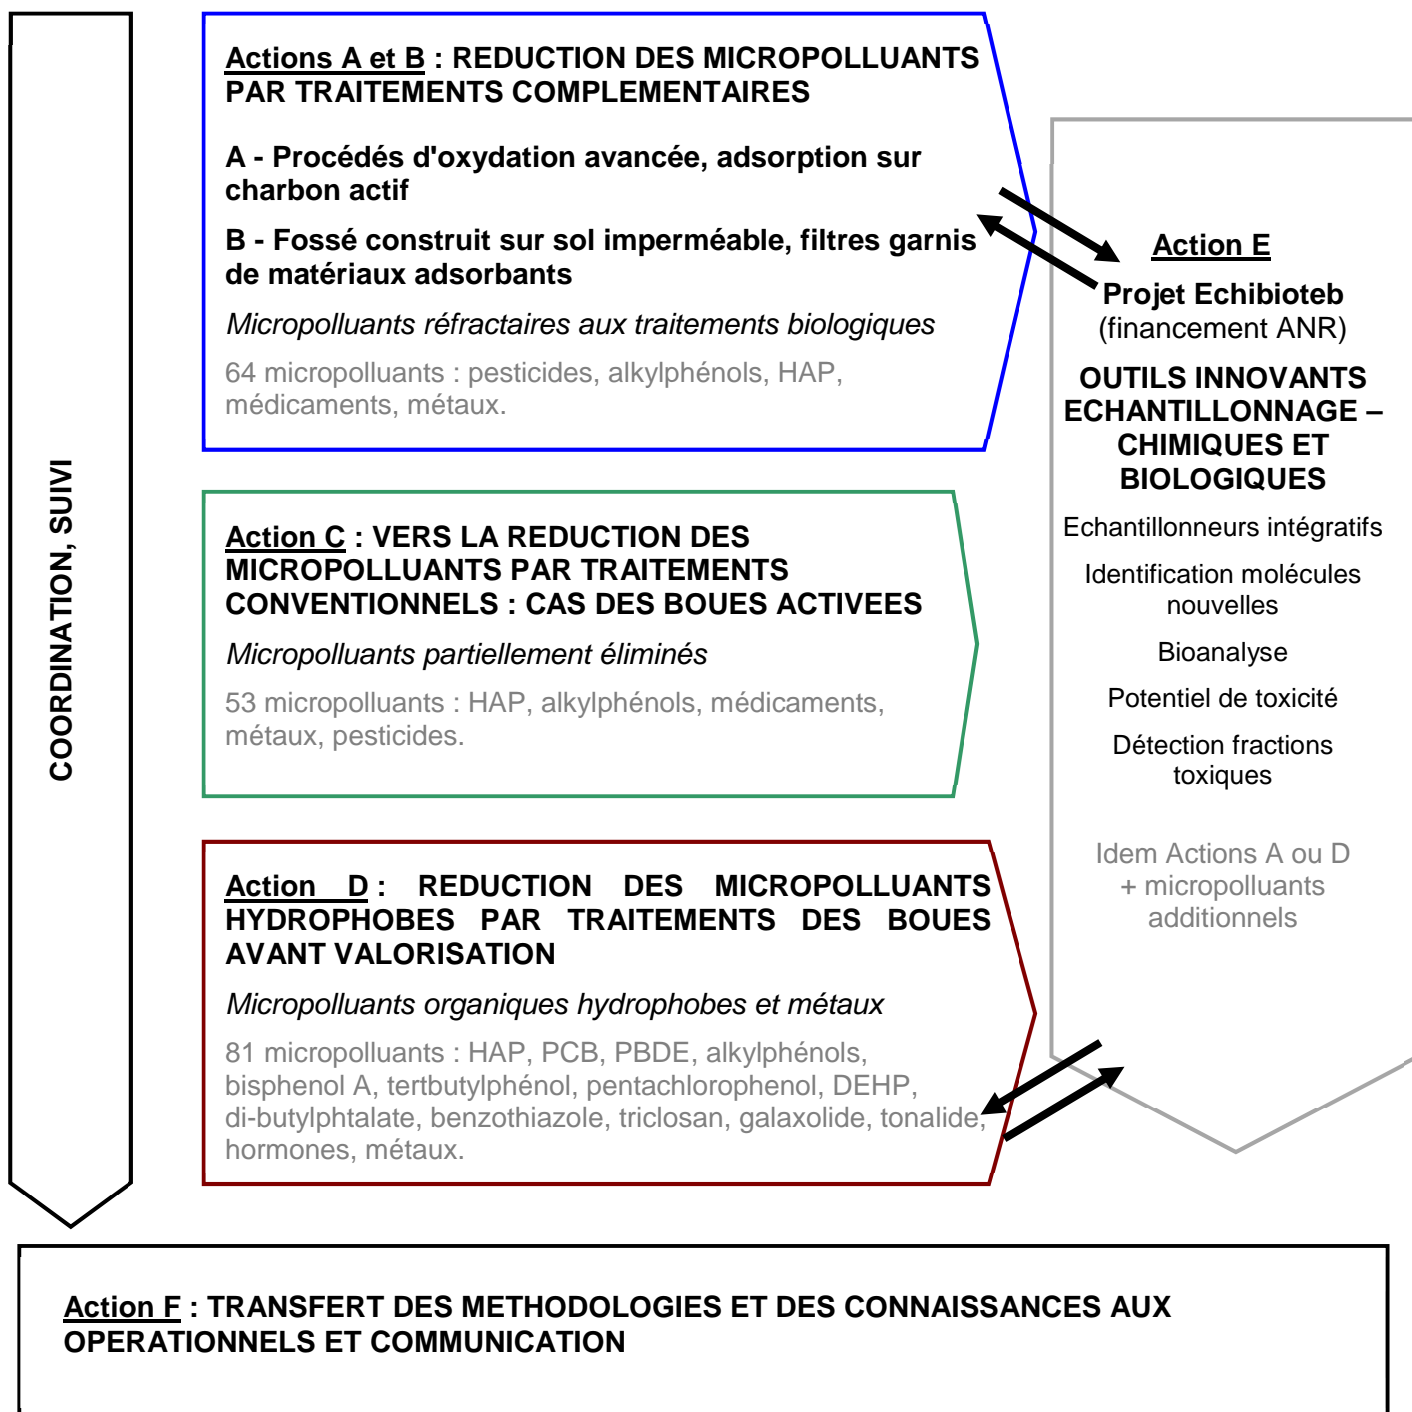 COORDINATION, SUIVI
Actions A et B : REDUCTION DES MICROPOLLUANTS
PAR TRAITEMENTS COMPLEMENTAIRES
A - Procédés d'oxydation avancée, adsorption sur
charbon actif
B - Fossé construit sur sol imperméable, filtres garnis
de matériaux adsorbants
Micropolluants réfractaires aux traitements biologiques
64 micropolluants : pesticides, alkylphénols, HAP,
médicaments, métaux.
Action C : VERS LA REDUCTION DES
MICROPOLLUANTS PAR TRAITEMENTS
CONVENTIONNELS : CAS DES BOUES ACTIVEES
Micropolluants partiellement éliminés
53 micropolluants : HAP, alkylphénols, médicaments,
métaux, pesticides.
Action D : REDUCTION DES MICROPOLLUANTS
HYDROPHOBES PAR TRAITEMENTS DES BOUES
AVANT VALORISATION
Micropolluants organiques hydrophobes et métaux
81 micropolluants : HAP, PCB, PBDE, alkylphénols,
bisphenol A, tertbutylphénol, pentachlorophenol, DEHP,
di-butylphtalate, benzothiazole, triclosan, galaxolide, tonalide,
hormones, métaux.
Action E
Projet Echibioteb
(financement ANR)
OUTILS INNOVANTS
ECHANTILLONNAGE –
CHIMIQUES ET
BIOLOGIQUES
Echantillonneurs intégratifs
Identification molécules
nouvelles
Bioanalyse
Potentiel de toxicité
Détection fractions
toxiques
Idem Actions A ou D
+ micropolluants
additionnels
Action F : TRANSFERT DES METHODOLOGIES ET DES CONNAISSANCES AUX
OPERATIONNELS ET COMMUNICATION